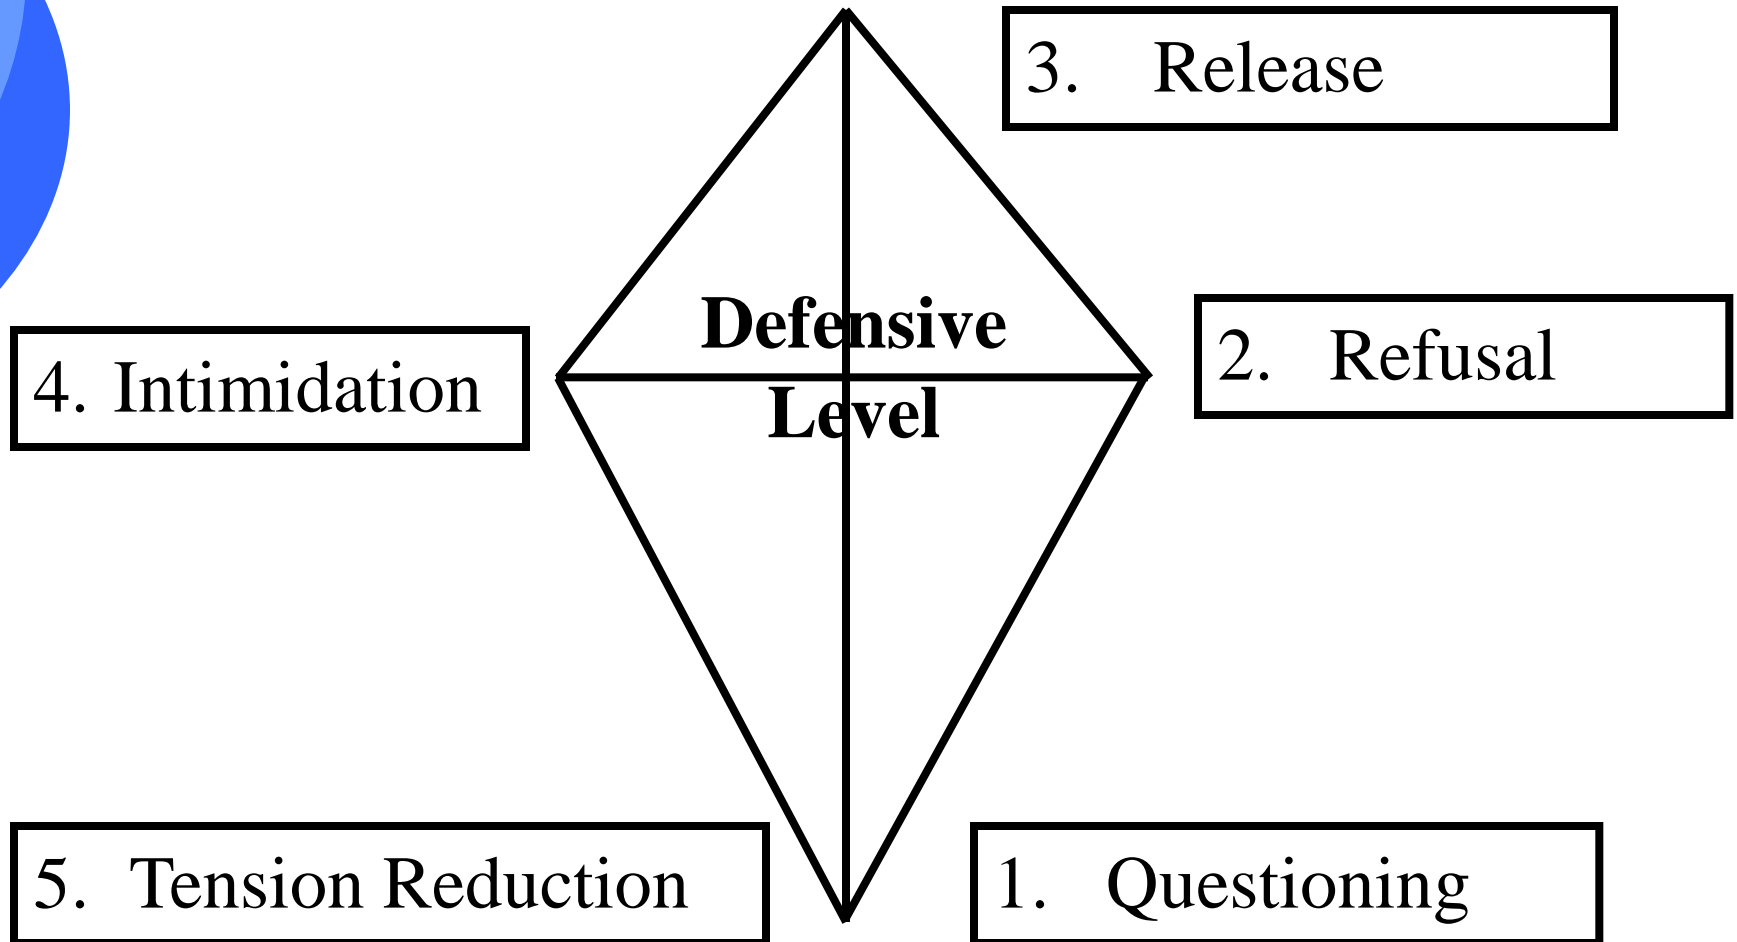 3. Release
Defensive
Level
2. Refusal
4. Intimidation
5. Tension Reduction
1. Questioning